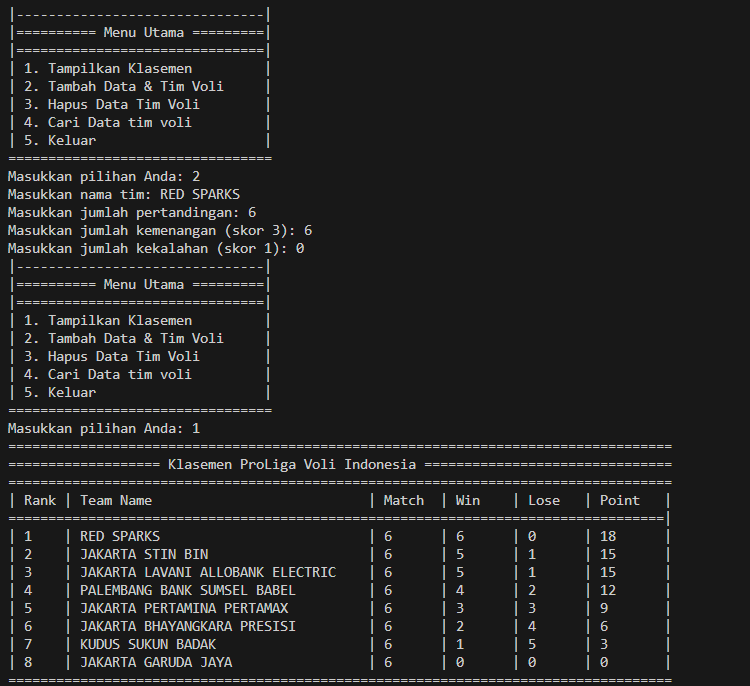 |-------------------------------|
|========== Menu Utama =========|
|===============================|
| 1. Tampilkan Klasemen         |
| 2. Tambah Data & Tim Voli     |
| 3. Hapus Data Tim Voli        |
| 4. Cari Data tim voli         |
| 5. Keluar                     |
=================================
Masukkan pilihan Anda: 2
Masukkan nama tim: RED SPARKS
Masukkan jumlah pertandingan: 6
Masukkan jumlah kemenangan (skor 3): 6
Masukkan jumlah kekalahan (skor 1): 0
|-------------------------------|
|========== Menu Utama =========|
|===============================|
| 1. Tampilkan Klasemen         |
| 2. Tambah Data & Tim Voli     |
| 3. Hapus Data Tim Voli        |
| 4. Cari Data tim voli         |
| 5. Keluar                     |
=================================
Masukkan pilihan Anda: 1
===================================================================================
=================== Klasemen ProLiga Voli Indonesia ===============================
===================================================================================
| Rank | Team Name                           | Match  | Win    | Lose   | Point   |
==================================================================================|
| 1    | RED SPARKS                          | 6      | 6      | 0      | 18      |
| 2    | JAKARTA STIN BIN                    | 6      | 5      | 1      | 15      |
| 3    | JAKARTA LAVANI ALLOBANK ELECTRIC    | 6      | 5      | 1      | 15      |
| 4    | PALEMBANG BANK SUMSEL BABEL         | 6      | 4      | 2      | 12      |
| 5    | JAKARTA PERTAMINA PERTAMAX          | 6      | 3      | 3      | 9       |
| 6    | JAKARTA BHAYANGKARA PRESISI         | 6      | 2      | 4      | 6       |
| 7    | KUDUS SUKUN BADAK                   | 6      | 1      | 5      | 3       |
| 8    | JAKARTA GARUDA JAYA                 | 6      | 0      | 0      | 0       |
===================================================================================